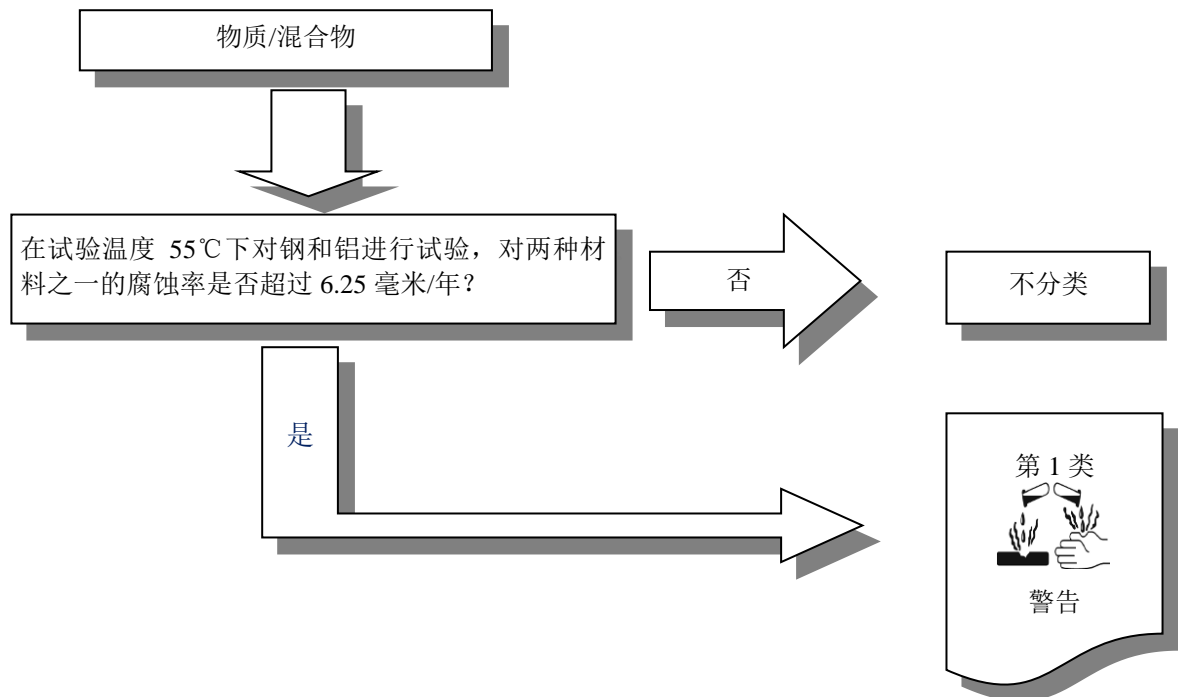 物质/混合物
在试验温度 55℃下对钢和铝进行试验，对两种材
料之一的腐蚀率是否超过 6.25 毫米/年？
否
不分类
是
第 1 类
警告